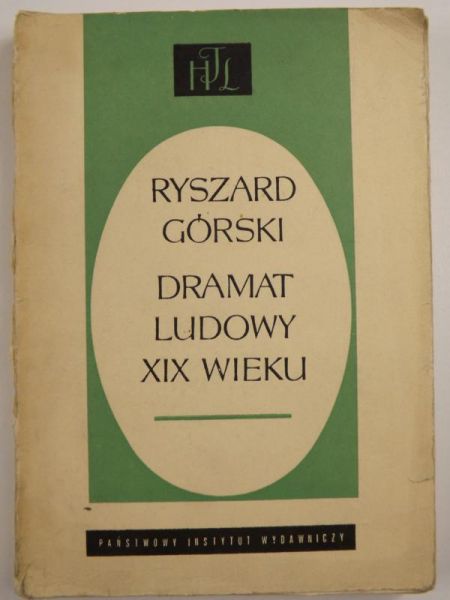 HTL
RYSZARD
GÓRSKI
DRAMAT
LUDOWY
XIX WIEKU
PAŃSTWOWY INSTYTUT WYDAWNICZY